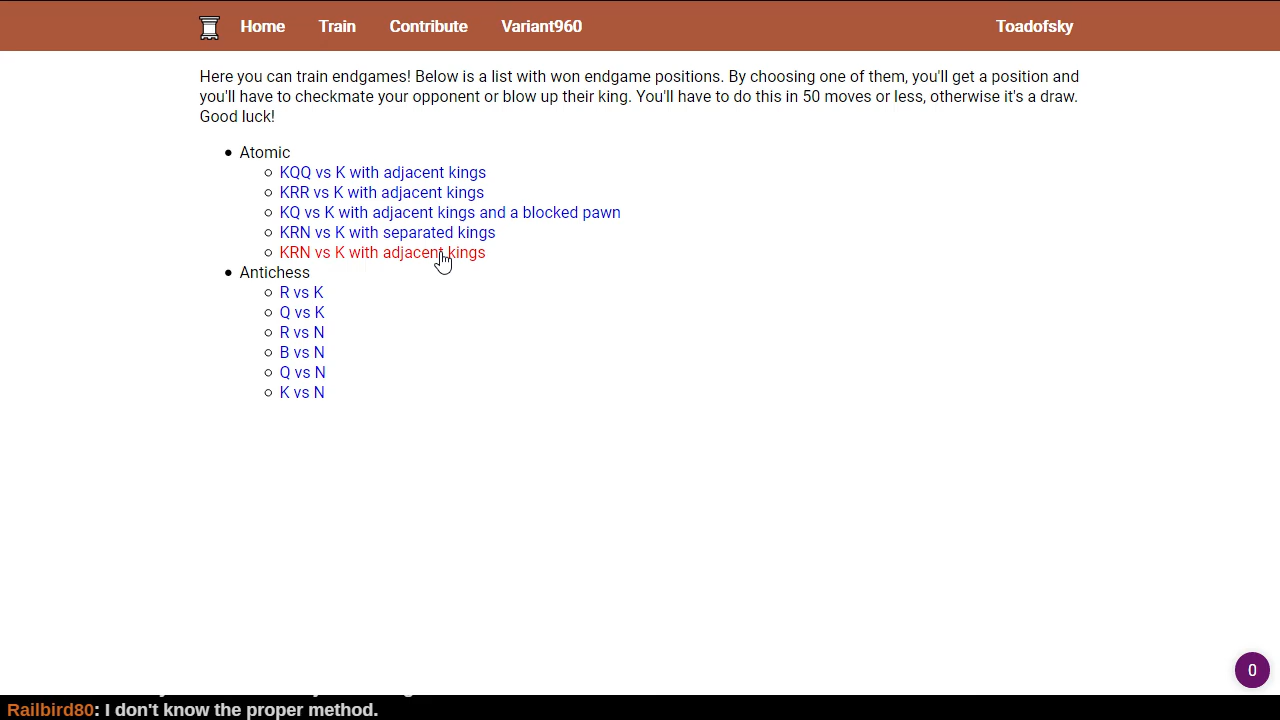 Home Train Contribute Variant960 Toadofsky
Here you can train endgames! Below is a list with won endgame positions. By choosing one of them, you'll get a position and
you'll have to checkmate your opponent or blow up their king. You'll have to do this in 50 moves or less, otherwise it's a draw.
Good luck!
Atomic
KQQ vs K with adjacent kings
KRR vs K with adjacent kings
KQ vs K with adjacent kings and a blocked pawn
KRN vs K with separated kings
KRN vs K with adjacent kings
Antichess
R vs K
Q vs K
R vs N
B vs N
Q vs N
K vs N
0
Railbird80: I don't know the proper method.